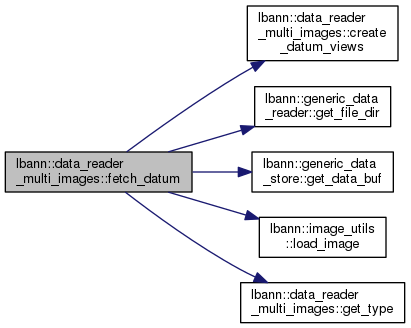 lbann::data_reader
_multi_images::create
_datum_views
lbann::generic_data
_reader::get_file_dir
lbann::data_reader
_multi_images::fetch_datum
lbann::generic_data
_store::get_data_buf
lbann::image_utils
::load_image
lbann::data_reader
_multi_images::get_type